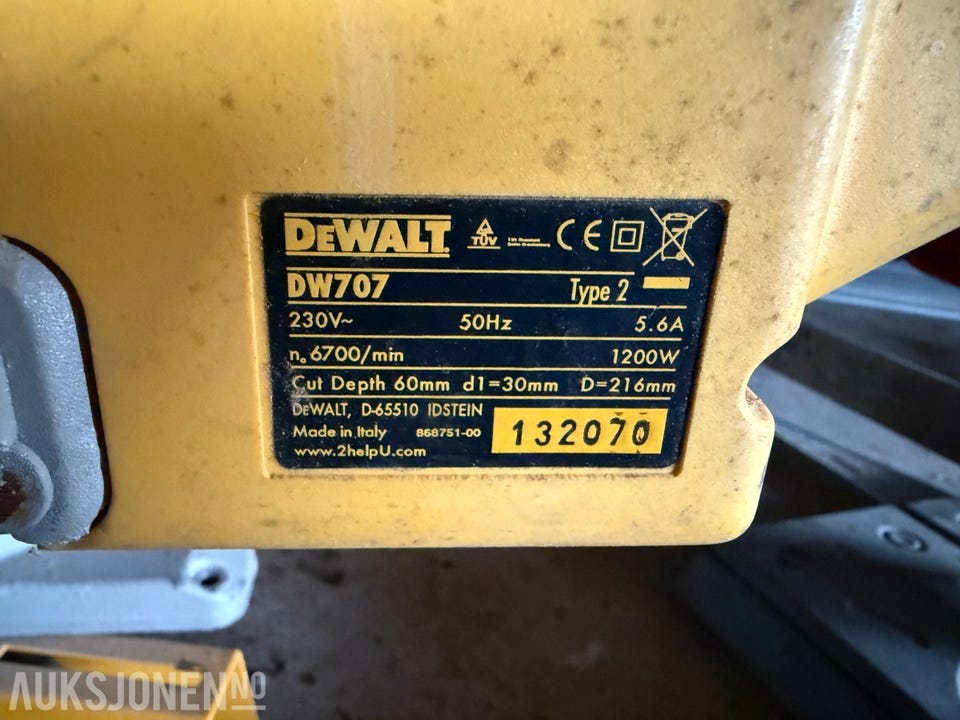 DEWALT
TÜV
CE
DW707 Type 2
230V~ 50Hz 5.6A
n₀ 6700/min 1200W
Cut Depth 60mm d1=30mm D=216mm
DEWALT, D-65510 IDSTEIN
Made in Italy 868751-00
132070
www.2helpU.com
AUKSJONEN NO